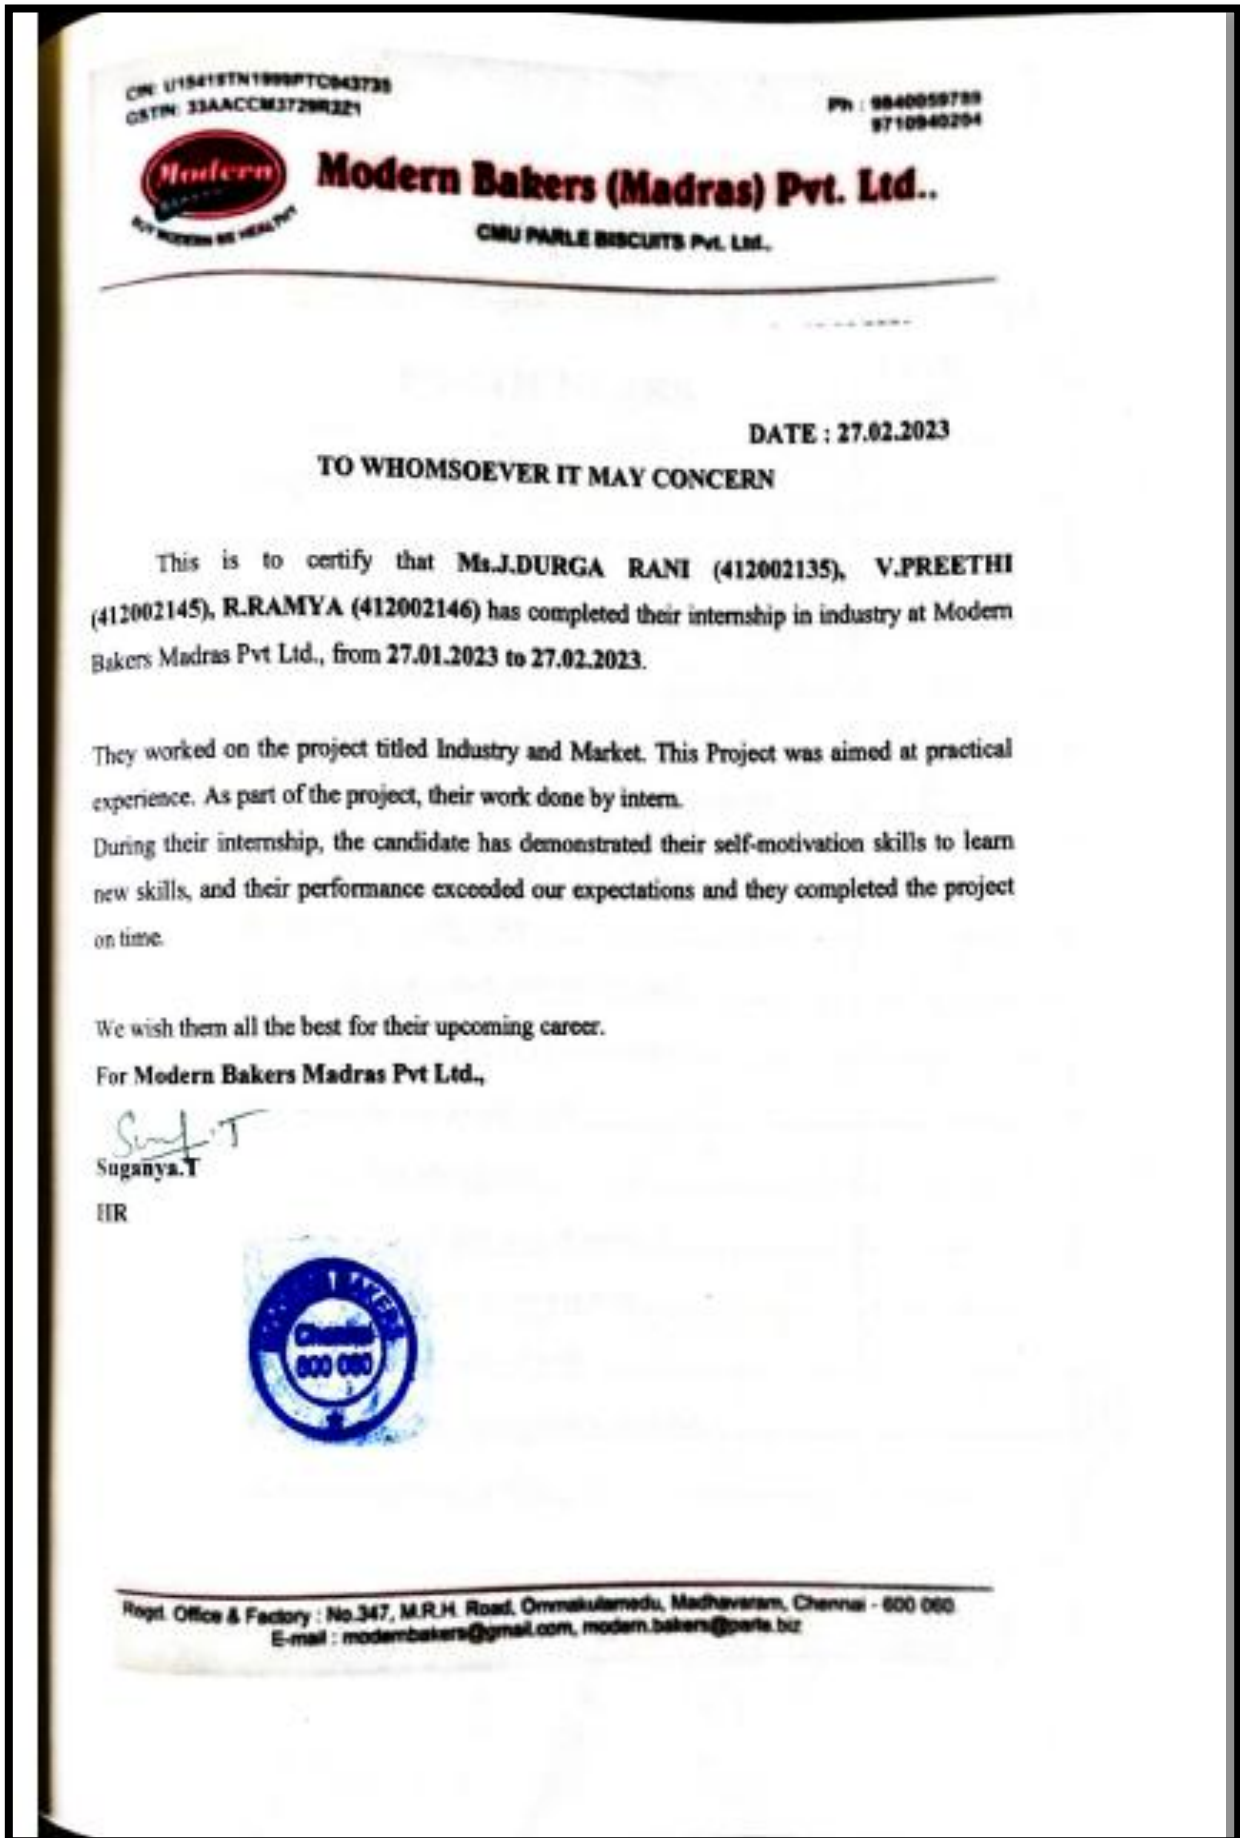 CIN: U15419TN1999PTC043735
GSTIN: 33AACCM3729R3Z1
Ph : 9840059789
9710940204
Modern
BUY MODERN BE HEALTHY
Modern Bakers (Madras) Pvt. Ltd..
CMU PARLE BISCUITS Pvt. Ltd.,
DATE : 27.02.2023
TO WHOMSOEVER IT MAY CONCERN
This is to certify that Ms.J.DURGA RANI (412002135), V.PREETHI
(412002145), R.RAMYA (412002146) has completed their internship in industry at Modern
Bakers Madras Pvt Ltd., from 27.01.2023 to 27.02.2023.
They worked on the project titled Industry and Market. This Project was aimed at practical
experience. As part of the project, their work done by intern.
During their internship, the candidate has demonstrated their self-motivation skills to learn
new skills, and their performance exceeded our expectations and they completed the project
on time.
We wish them all the best for their upcoming career.
For Modern Bakers Madras Pvt Ltd.,
Suganya.T
HR
BAKERS
Chennai
600 060
Regd. Office & Factory : No.347, M.R.H. Road, Ommakulamedu, Madhavaram, Chennai - 600 060.
E-mail : modernbakers@gmail.com, modern.bakers@parle.biz